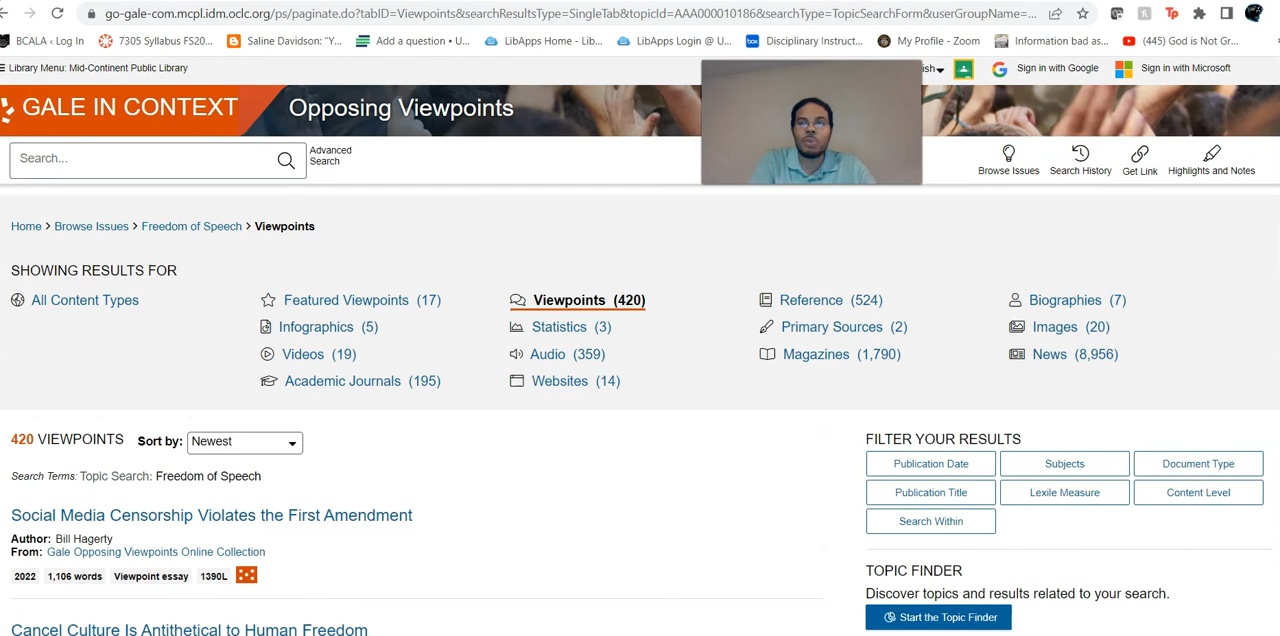 go-gale-com.mcpl.idm.oclc.org/ps/paginate.do?tabID=Viewpoints&searchResultsType=SingleTab&topicId=AAA000010186&searchType=TopicSearchForm&userGroupName=...
BCALA ‹ Log In 7305 Syllabus FS20... Saline Davidson: "Y... Add a question • U... LibApps Home - Lib... LibApps Login @ U... Disciplinary Instruct... My Profile - Zoom Information bad as... (445) God is Not Gr...
Library Menu: Mid-Continent Public Library
Sign in with Google Sign in with Microsoft
GALE IN CONTEXT Opposing Viewpoints
Search...
Advanced
Search
Browse Issues Search History Get Link Highlights and Notes
Home > Browse Issues > Freedom of Speech > Viewpoints
SHOWING RESULTS FOR
All Content Types Featured Viewpoints (17) Viewpoints (420) Reference (524) Biographies (7)
Infographics (5) Statistics (3) Primary Sources (2) Images (20)
Videos (19) Audio (359) Magazines (1,790) News (8,956)
Academic Journals (195) Websites (14)
420 VIEWPOINTS Sort by: Newest
Search Terms: Topic Search: Freedom of Speech
Social Media Censorship Violates the First Amendment
Author: Bill Hagerty
From: Gale Opposing Viewpoints Online Collection
2022 1,106 words Viewpoint essay 1390L
Cancel Culture Is Antithetical to Human Freedom
FILTER YOUR RESULTS
Publication Date Subjects Document Type
Publication Title Lexile Measure Content Level
Search Within
TOPIC FINDER
Discover topics and results related to your search.
Start the Topic Finder